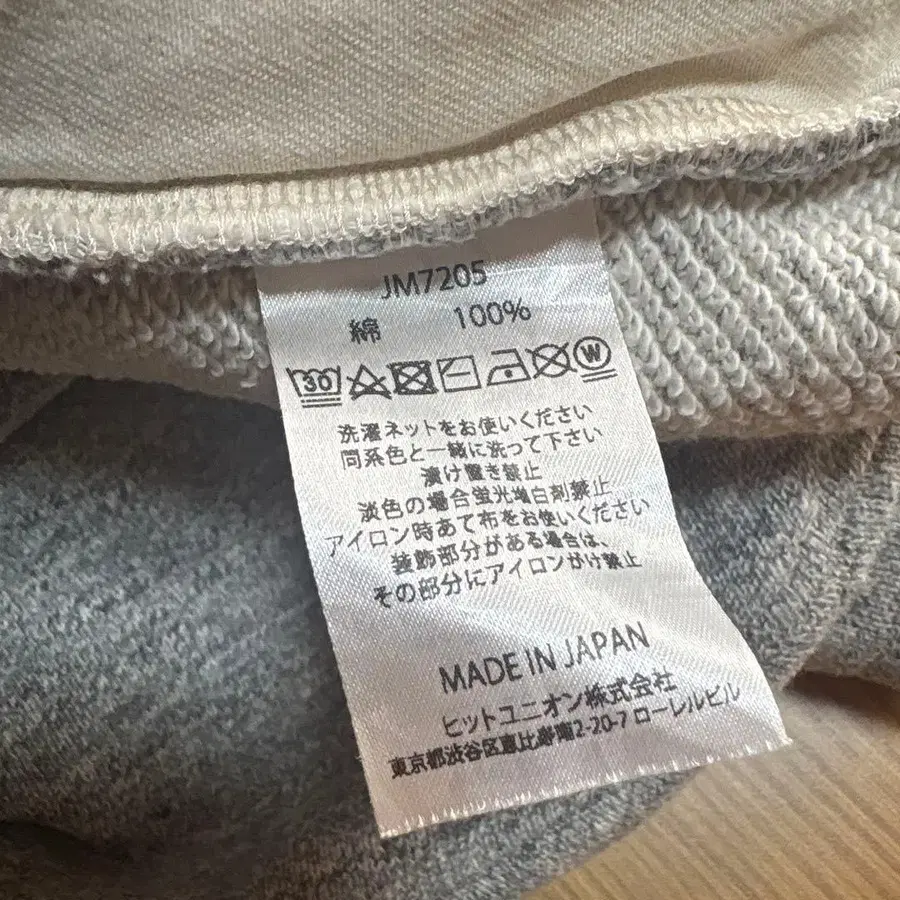 JM7205
綿 100%
30 W
洗濯ネットをお使いください
同系色と一緒に洗って下さい
漬け置き禁止
淡色の場合蛍光増白剤禁止
アイロン時あて布をお使いください
装飾部分がある場合は、
その部分にアイロンがけ禁止
MADE IN JAPAN
ヒットユニオン株式会社
東京都渋谷区恵比寿南2-20-7 ローレルビル